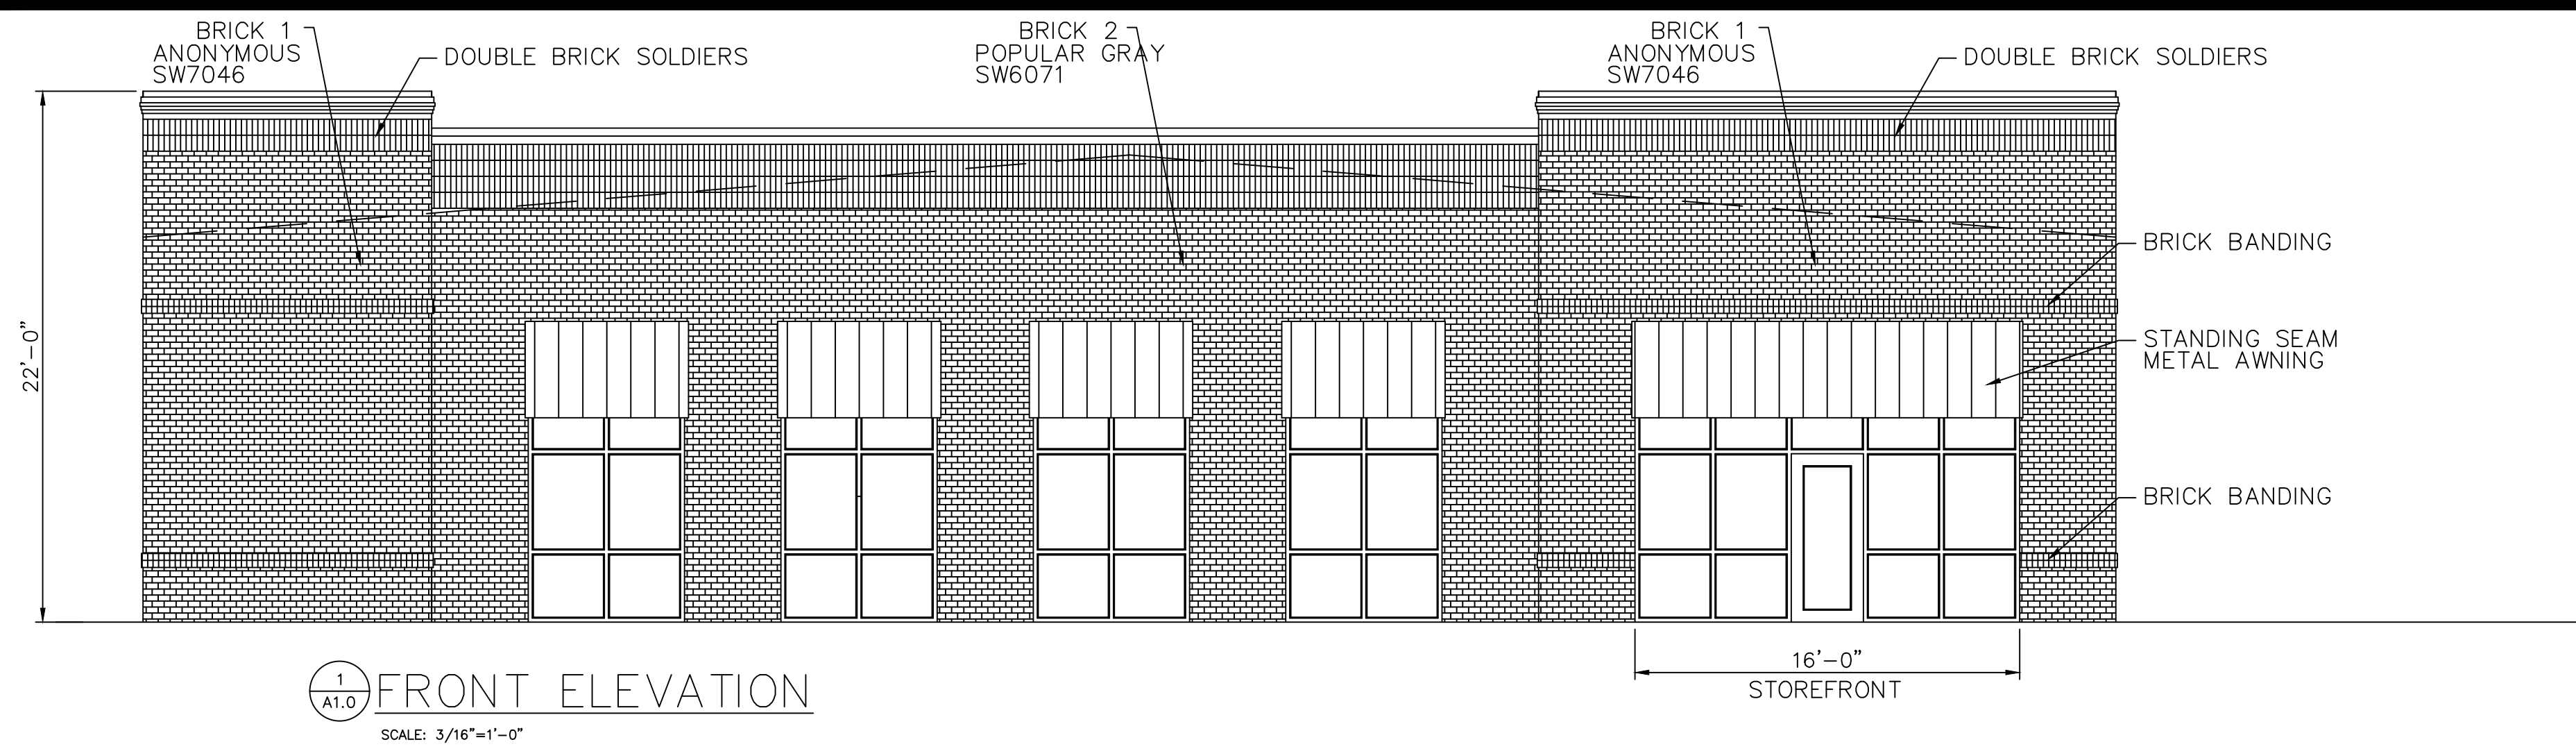 BRICK 1
ANONYMOUS
SW7046
DOUBLE BRICK SOLDIERS
BRICK 2
POPULAR GRAY
SW6071
BRICK 1
ANONYMOUS
SW7046
DOUBLE BRICK SOLDIERS
BRICK BANDING
22'-0"
STANDING SEAM
METAL AWNING
BRICK BANDING
16'-0"
STOREFRONT
1
A1.0
FRONT ELEVATION
SCALE: 3/16"=1'-0"